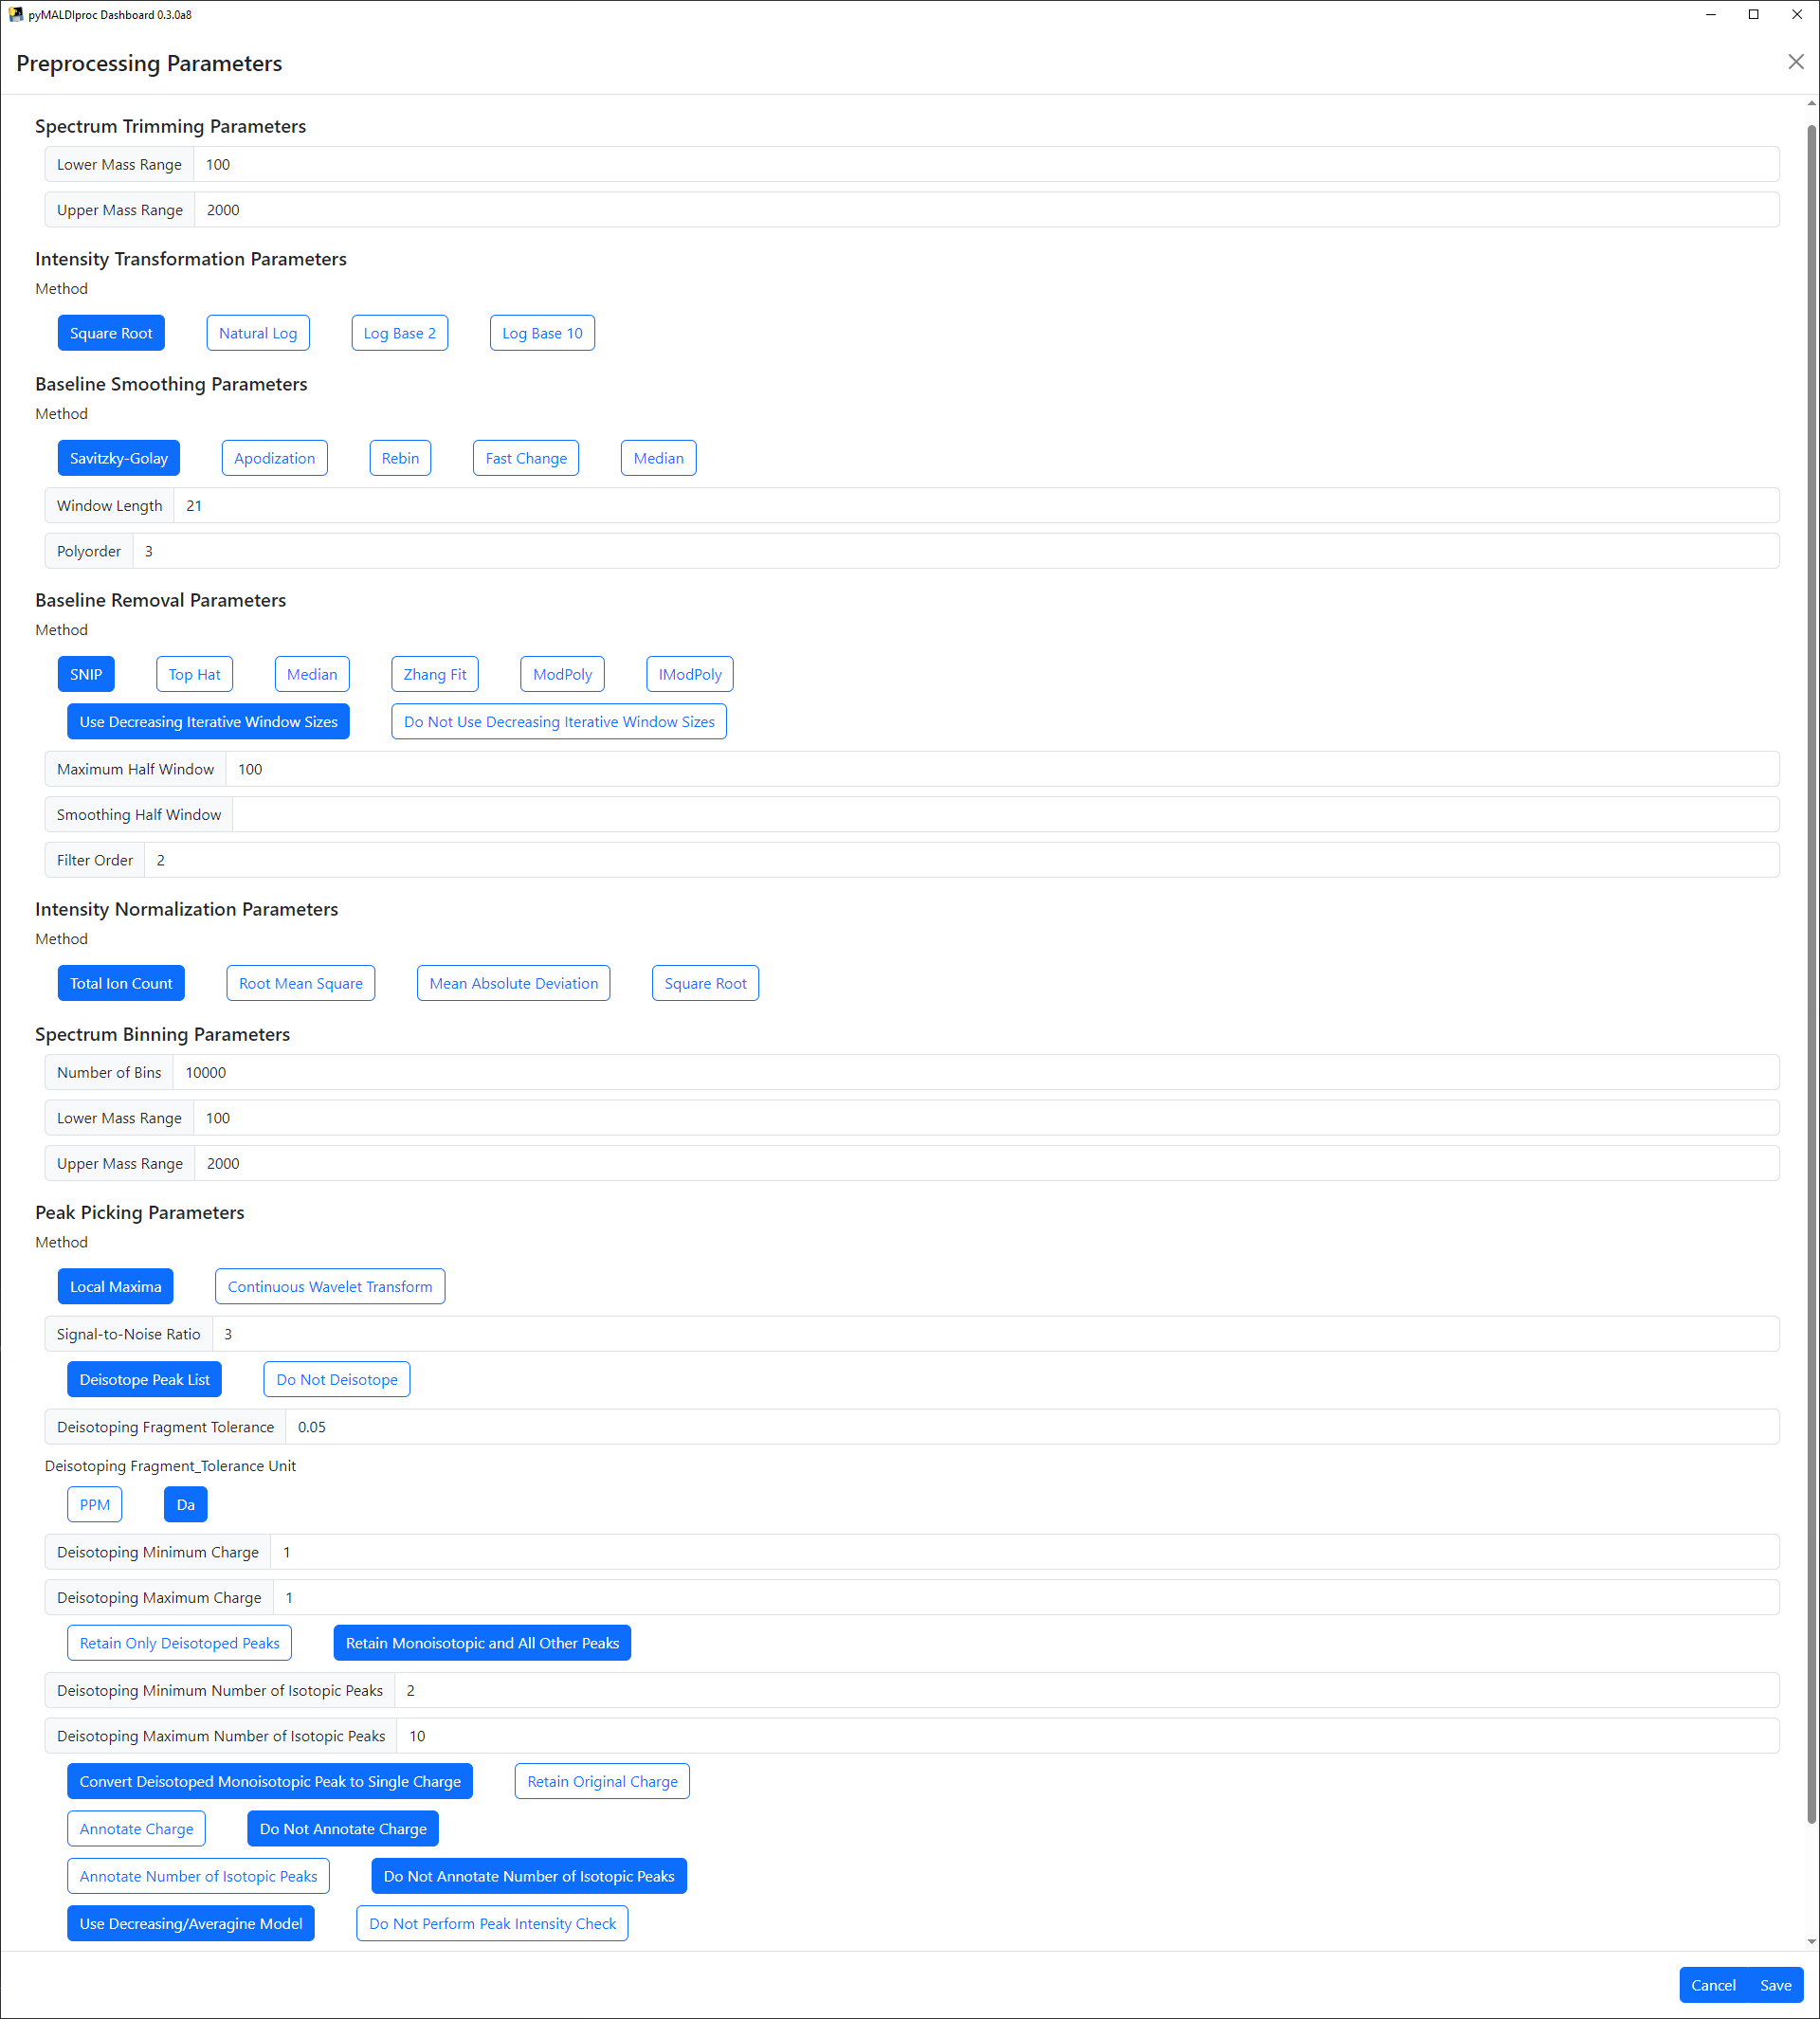 pyMALDIproc Dashboard 0.3.0a8
Preprocessing Parameters
Spectrum Trimming Parameters
Lower Mass Range 100
Upper Mass Range 2000
Intensity Transformation Parameters
Method
Square Root Natural Log Log Base 2 Log Base 10
Baseline Smoothing Parameters
Method
Savitzky-Golay Apodization Rebin Fast Change Median
Window Length 21
Polyorder 3
Baseline Removal Parameters
Method
SNIP Top Hat Median Zhang Fit ModPoly IModPoly
Use Decreasing Iterative Window Sizes Do Not Use Decreasing Iterative Window Sizes
Maximum Half Window 100
Smoothing Half Window
Filter Order 2
Intensity Normalization Parameters
Method
Total Ion Count Root Mean Square Mean Absolute Deviation Square Root
Spectrum Binning Parameters
Number of Bins 10000
Lower Mass Range 100
Upper Mass Range 2000
Peak Picking Parameters
Method
Local Maxima Continuous Wavelet Transform
Signal-to-Noise Ratio 3
Deisotope Peak List Do Not Deisotope
Deisotoping Fragment Tolerance 0.05
Deisotoping Fragment_Tolerance Unit
PPM Da
Deisotoping Minimum Charge 1
Deisotoping Maximum Charge 1
Retain Only Deisotoped Peaks Retain Monoisotopic and All Other Peaks
Deisotoping Minimum Number of Isotopic Peaks 2
Deisotoping Maximum Number of Isotopic Peaks 10
Convert Deisotoped Monoisotopic Peak to Single Charge Retain Original Charge
Annotate Charge Do Not Annotate Charge
Annotate Number of Isotopic Peaks Do Not Annotate Number of Isotopic Peaks
Use Decreasing/Averagine Model Do Not Perform Peak Intensity Check
Cancel Save